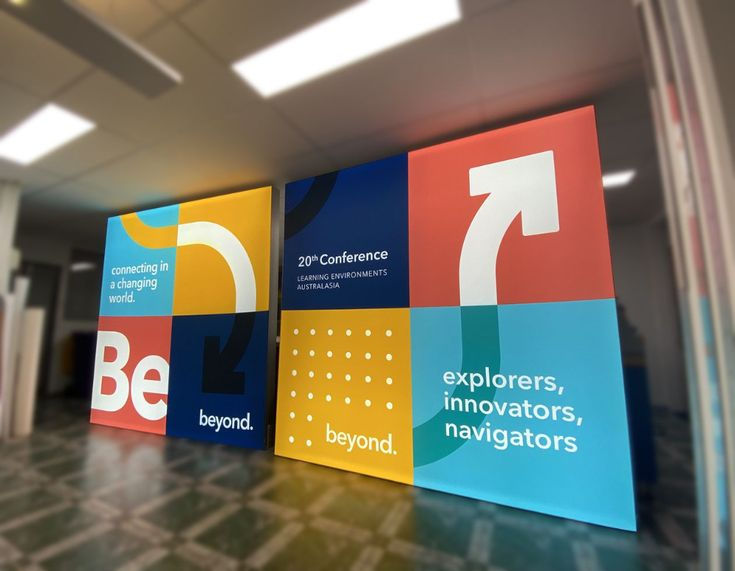 connecting in
a changing
world.
Be
beyond.
20th Conference
LEARNING ENVIRONMENTS
AUSTRALASIA
beyond.
explorers,
innovators,
navigators